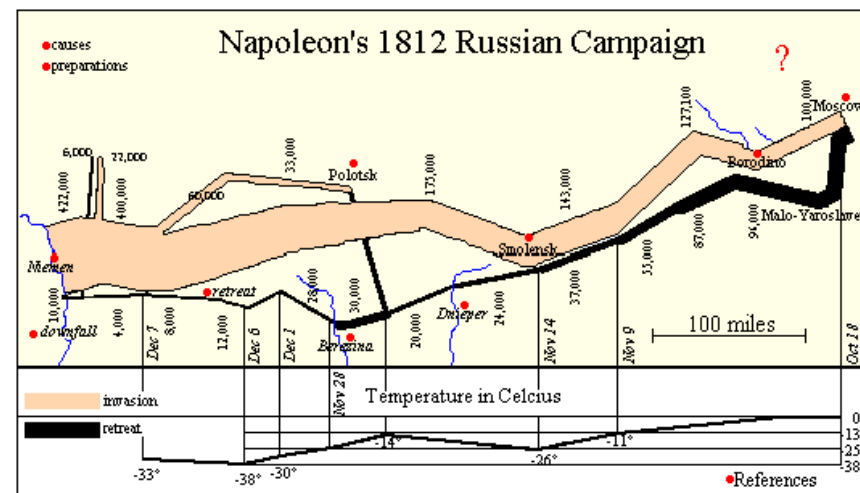 Napoleon's 1812 Russian Campaign
causes
preparations
?
Moscow
100,000
127,100
Borodino
Malo-Yaroslwe
6,000
22,000
33,000
Polotsk
60,000
422,000
400,000
175,000
143,000
Smolensk
Niemen
retreat
downfall
10,000
4,000
8,000
12,000
28,000
30,000
Beresina
20,000
Dnieper
24,000
37,000
55,000
87,000
96,000
100 miles
Dec 7
Dec 6
Dec 1
Nov 28
Nov 14
Nov 9
Oct 18
invasion
retreat
Temperature in Celcius
0
-13
-25
-38
-33°
-38°
-30°
-14°
-26°
-11°
References